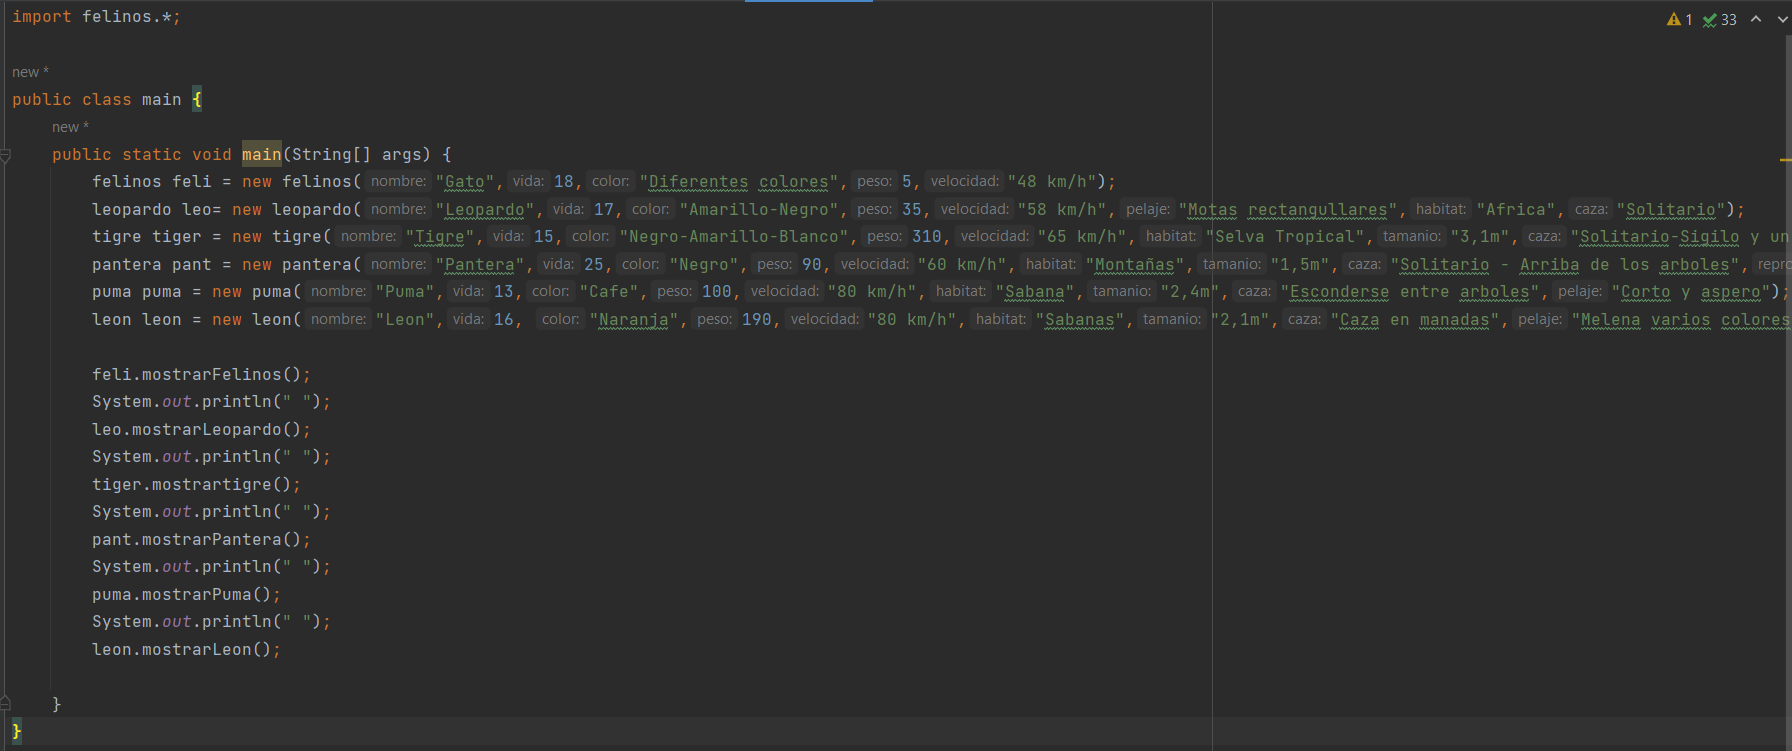 import felinos.*;
1 33
new *
public class main {
new *
public static void main(String[] args) {
felinos feli = new felinos( nombre: "Gato", vida: 18, color: "Diferentes colores", peso: 5, velocidad: "48 km/h");
leopardo leo= new leopardo( nombre: "Leopardo", vida: 17, color: "Amarillo-Negro", peso: 35, velocidad: "58 km/h", pelaje: "Motas rectangullares", habitat: "Africa", caza: "Solitario");
tigre tiger = new tigre( nombre: "Tigre", vida: 15, color: "Negro-Amarillo-Blanco", peso: 310, velocidad: "65 km/h", habitat: "Selva Tropical", tamanio: "3,1m", caza: "Solitario-Sigilo y un
pantera pant = new pantera( nombre: "Pantera", vida: 25, color: "Negro", peso: 90, velocidad: "60 km/h", habitat: "Montañas", tamanio: "1,5m", caza: "Solitario - Arriba de los arboles", repro
puma puma = new puma( nombre: "Puma", vida: 13, color: "Cafe", peso: 100, velocidad: "80 km/h", habitat: "Sabana", tamanio: "2,4m", caza: "Esconderse entre arboles", pelaje: "Corto y aspero");
leon leon = new leon( nombre: "Leon", vida: 16, color: "Naranja", peso: 190, velocidad: "80 km/h", habitat: "Sabanas", tamanio: "2,1m", caza: "Caza en manadas", pelaje: "Melena varios colores
feli.mostrarFelinos();
System.out.println(" ");
leo.mostrarLeopardo();
System.out.println(" ");
tiger.mostrartigre();
System.out.println(" ");
pant.mostrarPantera();
System.out.println(" ");
puma.mostrarPuma();
System.out.println(" ");
leon.mostrarLeon();
}
}